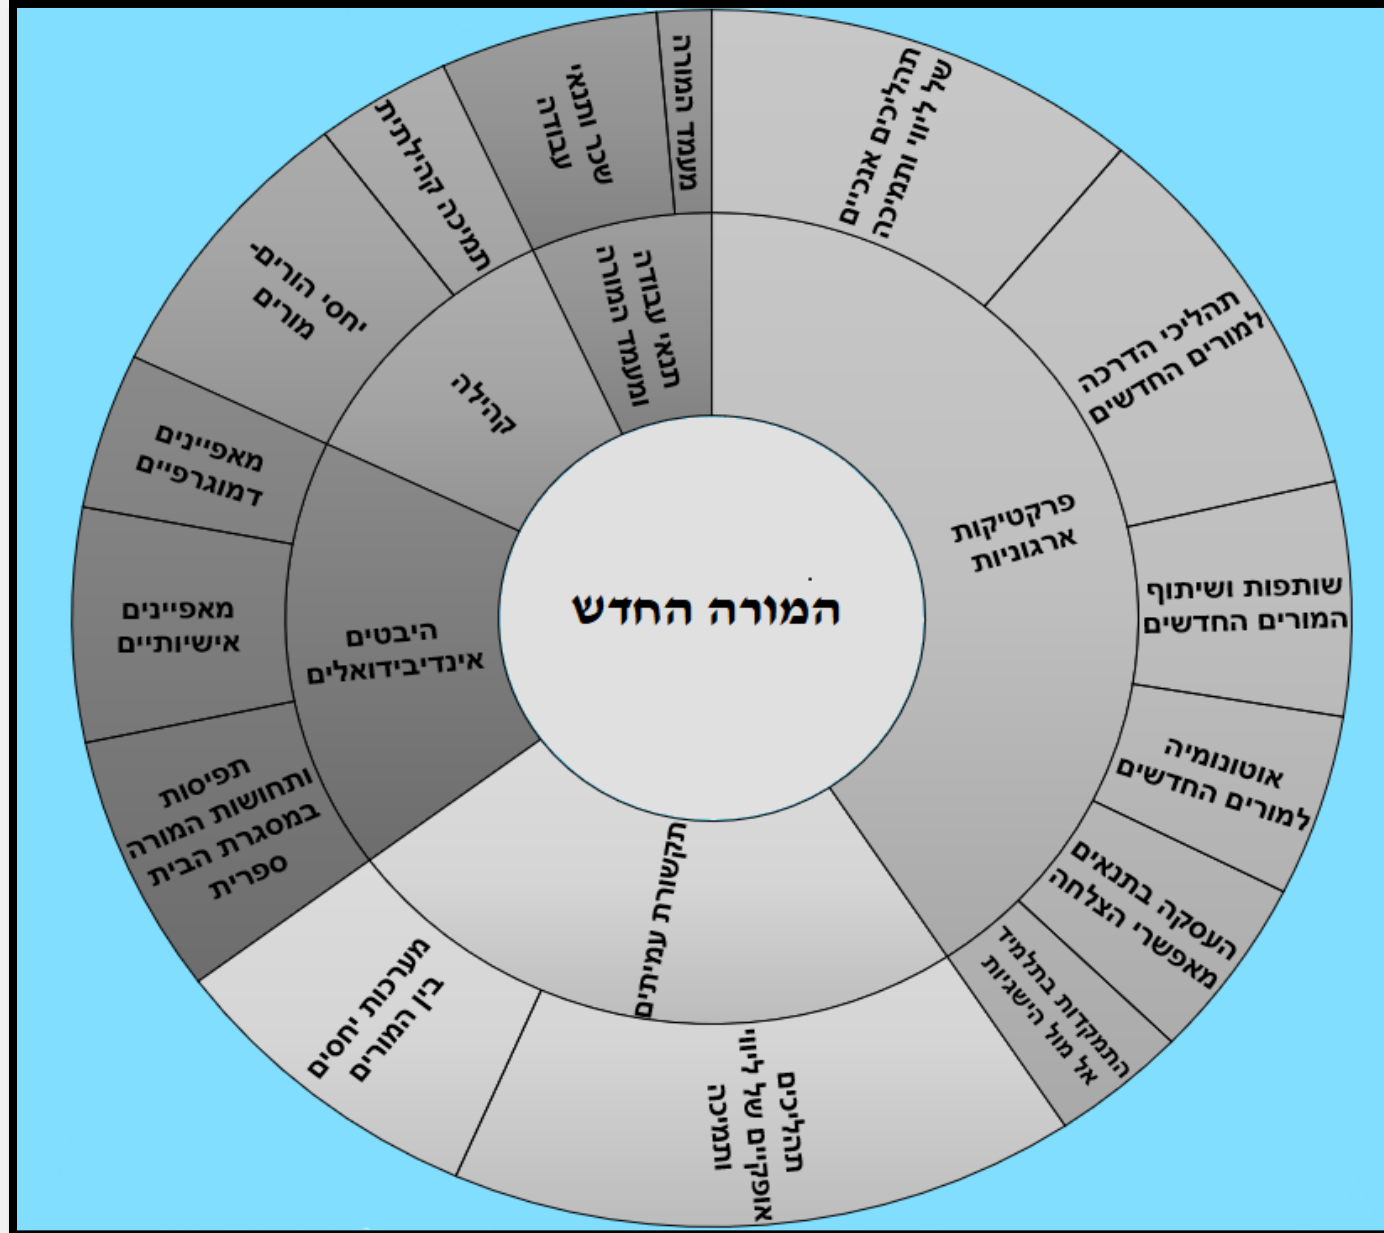 המורה החדש
פרקטיקות
ארגוניות
תהליכים אנכיים
של ליווי ותמיכה
תהליכי הדרכה
למורים החדשים
שותפות ושיתוף
המורים החדשים
אוטונומיה
למורים החדשים
העסקה בתנאים
מאפשרי הצלחה
התמקדות בתלמיד
אל מול הישגיות
תקשורת עמיתים
תהליכים
אופקיים של ליווי
ותמיכה
מערכות יחסים
בין המורים
היבטים
אינדיבידואלים
תפיסות
ותחושות המורה
במסגרת הבית
ספרית
מאפיינים
אישיותיים
מאפיינים
דמוגרפיים
קהילה
יחסי הורים-
מורים
תמיכה קהילתית
תנאי עבודה
ומעמד המורה
שכר ותנאי
עבודה
מעמד המורה